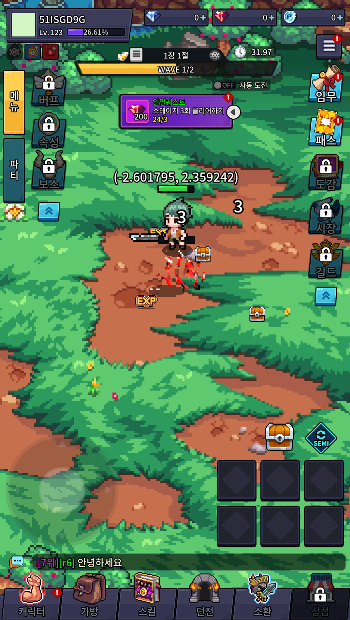 51ISGD9G
0+
0+
0+
Lv.123
26.61%
1장 1절
31.97
WAVE 1/2
OFF 자동 도전
메뉴
버프
200
스테이지 3회 클리어하기
24/3
임무
패스
속성
파티
보스
도감
(-2.601795, 2.359242)
3
3
시장
길드
EXP
SEMI
[7위][r6] 안녕하세요
캐릭터
가방
스킬
던전
소환
상점